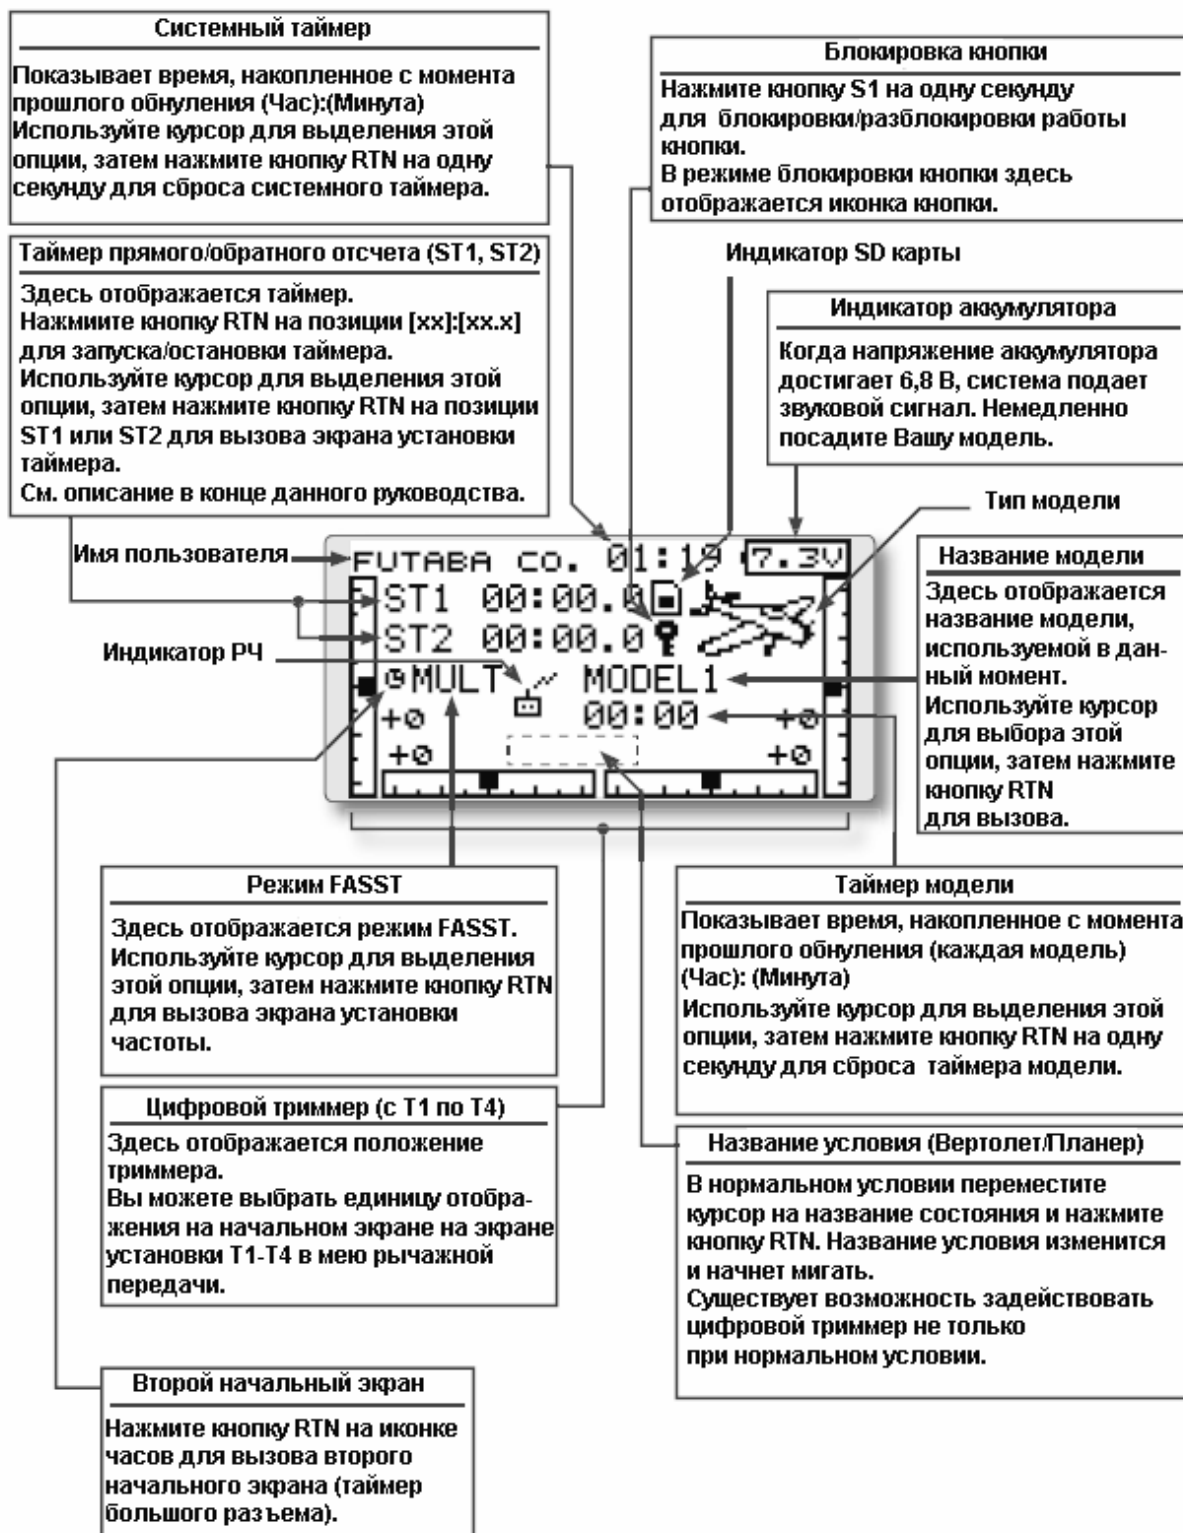 Системный таймер
Показывает время, накопленное с момента
прошлого обнуления (Час):(Минута)
Используйте курсор для выделения этой
опции, затем нажмите кнопку RTN на одну
секунду для сброса системного таймера.
Блокировка кнопки
Нажмите кнопку S1 на одну секунду
для блокировки/разблокировки работы
кнопки.
В режиме блокировки кнопки здесь
отображается иконка кнопки.
Таймер прямого/обратного отсчета (ST1, ST2)
Здесь отображается таймер.
Нажмиите кнопку RTN на позиции [xx]:[xx.x]
для запуска/остановки таймера.
Используйте курсор для выделения этой
опции, затем нажмите кнопку RTN на позиции
ST1 или ST2 для вызова экрана установки
таймера.
См. описание в конце данного руководства.
Индикатор SD карты
Индикатор аккумулятора
Когда напряжение аккумулятора
достигает 6,8 В, система подает
звуковой сигнал. Немедленно
посадите Вашу модель.
Тип модели
Имя пользователя
FUTABA CO. 01:19 7.3V
ST1 00:00.0
ST2 00:00.0
Индикатор РЧ
MULT MODEL1
+0 00:00 +0
+0 +0
Название модели
Здесь отображается
название модели,
используемой в дан-
ный момент.
Используйте курсор
для выбора этой
опции, затем нажмите
кнопку RTN
для вызова.
Режим FASST
Здесь отображается режим FASST.
Используйте курсор для выделения
этой опции, затем нажмите кнопку RTN
для вызова экрана установки
частоты.
Таймер модели
Показывает время, накопленное с момента
прошлого обнуления (каждая модель)
(Час): (Минута)
Используйте курсор для выделения этой
опции, затем нажмите кнопку RTN на одну
секунду для сброса таймера модели.
Цифровой триммер (с T1 по T4)
Здесь отображается положение
триммера.
Вы можете выбрать единицу отобра-
жения на начальном экране на экране
установки T1-T4 в мею рычажной
передачи.
Название условия (Вертолет/Планер)
В нормальном условии переместите
курсор на название состояния и нажмите
кнопку RTN. Название условия изменится
и начнет мигать.
Существует возможность задействовать
цифровой триммер не только
при нормальном условии.
Второй начальный экран
Нажмите кнопку RTN на иконке
часов для вызова второго
начального экрана (таймер
большого разъема).